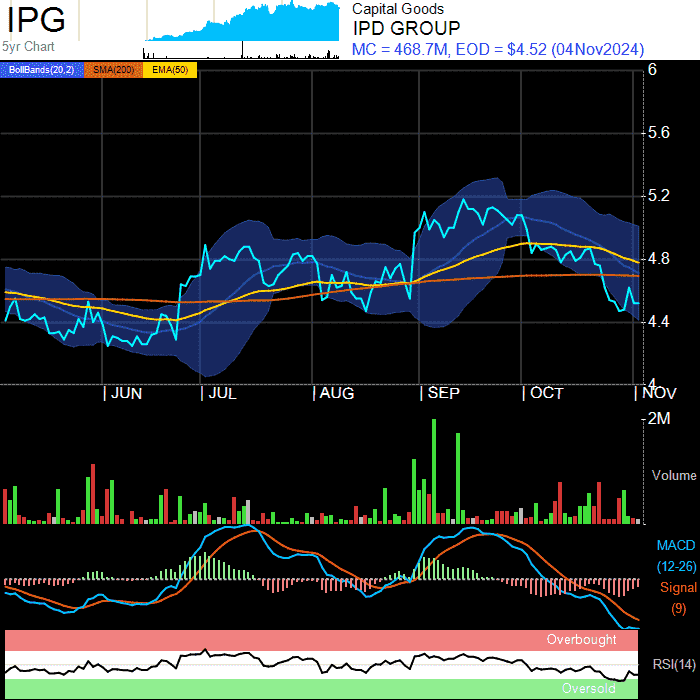 IPG
5yr Chart
Capital Goods
IPD GROUP
MC = 468.7M, EOD = $4.52 (04Nov2024)
BollBands(20,2) SMA(200) EMA(50)
6
5.6
5.2
4.8
4.4
4
JUN JUL AUG SEP OCT NOV
2M
Volume
MACD
(12-26)
Signal
(9)
Overbought
RSI(14)
Oversold